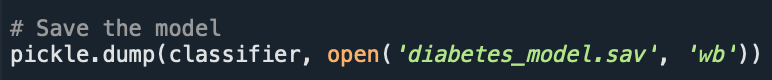 # Save the model
pickle.dump(classifier, open('diabetes_model.sav', 'wb'))